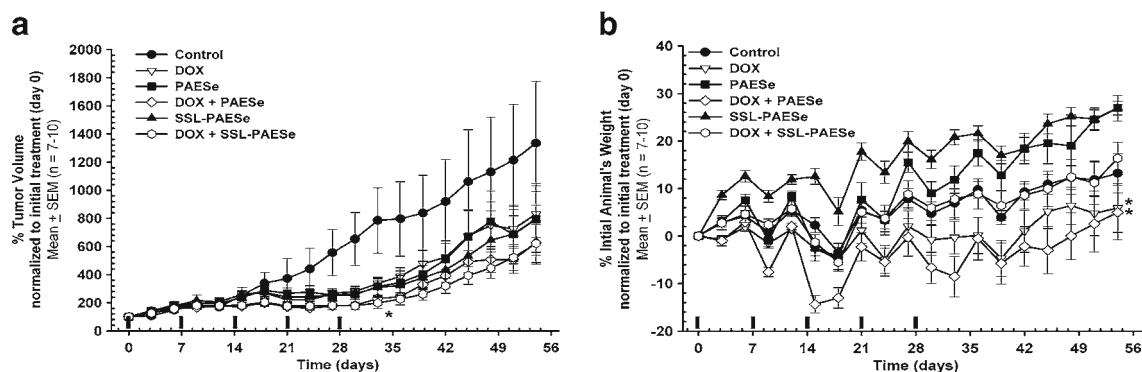 a
% Tumor Volume
normalized to initial treatment (day 0)
Mean ± SEM (n = 7-10)
2000
1800
1600
1400
1200
1000
800
600
400
200
0
Control
DOX
PAESe
DOX + PAESe
SSL-PAESe
DOX + SSL-PAESe
*
0 7 14 21 28 35 42 49 56
Time (days)
b
% Intial Animal's Weight
normalized to initial treatment (day 0)
Mean ± SEM (n = 7-10)
40
30
20
10
0
-10
-20
Control
DOX
PAESe
DOX + PAESe
SSL-PAESe
DOX + SSL-PAESe
*
*
0 7 14 21 28 35 42 49 56
Time (days)